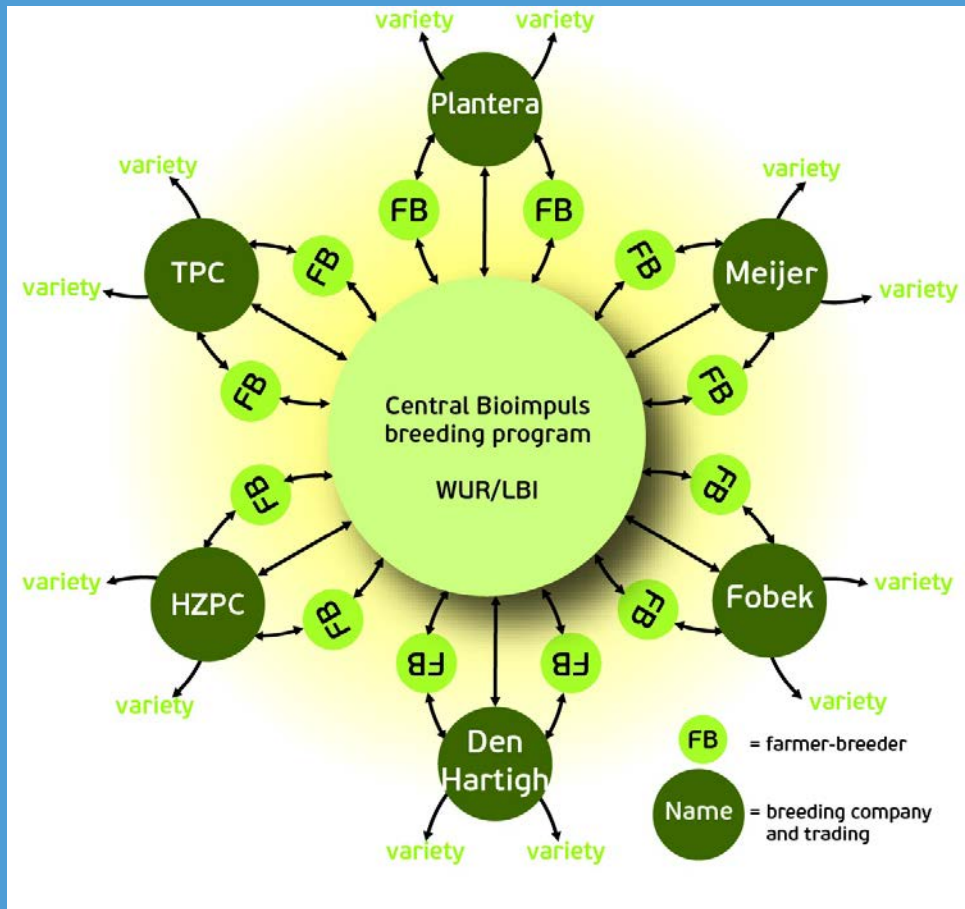 variety
variety
Plantera
FB
FB
variety
TPC
FB
variety
FB
variety
Meijer
FB
variety
FB
Central Bioimpuls
breeding program
WUR/LBI
FB
HZPC
variety
FB
variety
FB
Fobek
variety
FB
variety
FB
FB
Den
Hartigh
variety
variety
FB
= farmer-breeder
Name
= breeding company
and trading